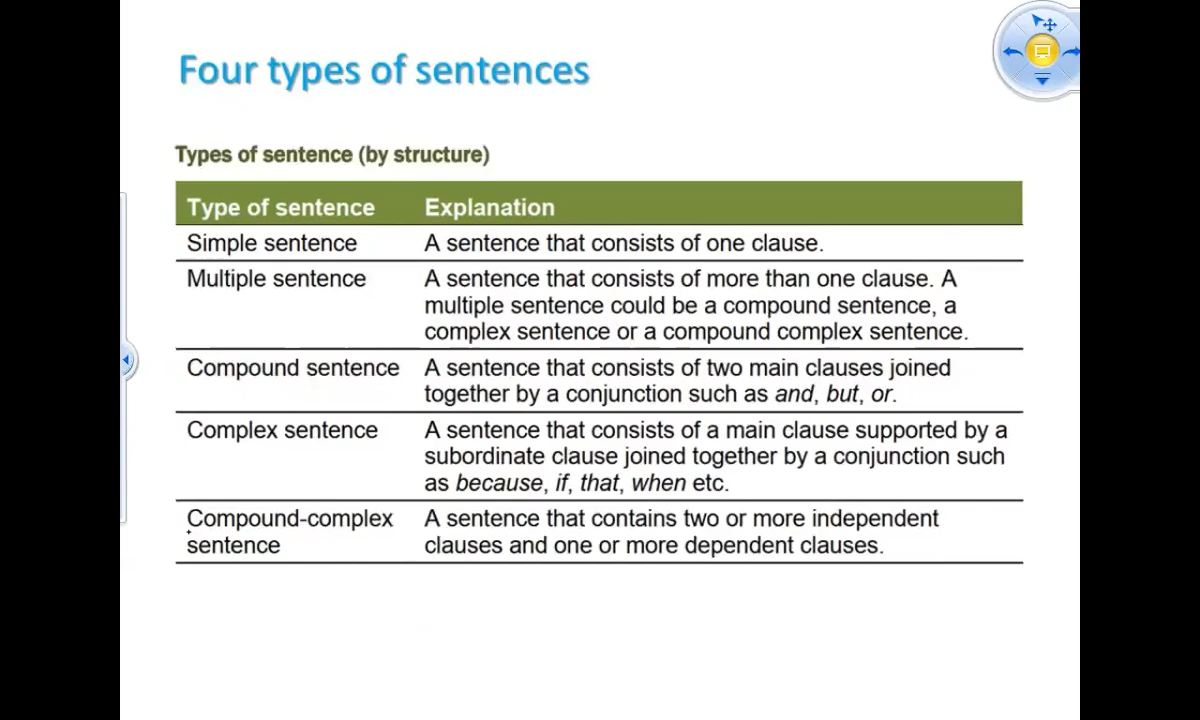 Four types of sentences
Types of sentence (by structure)
Type of sentence Explanation
Simple sentence A sentence that consists of one clause.
Multiple sentence A sentence that consists of more than one clause. A
multiple sentence could be a compound sentence, a
complex sentence or a compound complex sentence.
Compound sentence A sentence that consists of two main clauses joined
together by a conjunction such as and, but, or.
Complex sentence A sentence that consists of a main clause supported by a
subordinate clause joined together by a conjunction such
as because, if, that, when etc.
Compound-complex A sentence that contains two or more independent
sentence clauses and one or more dependent clauses.